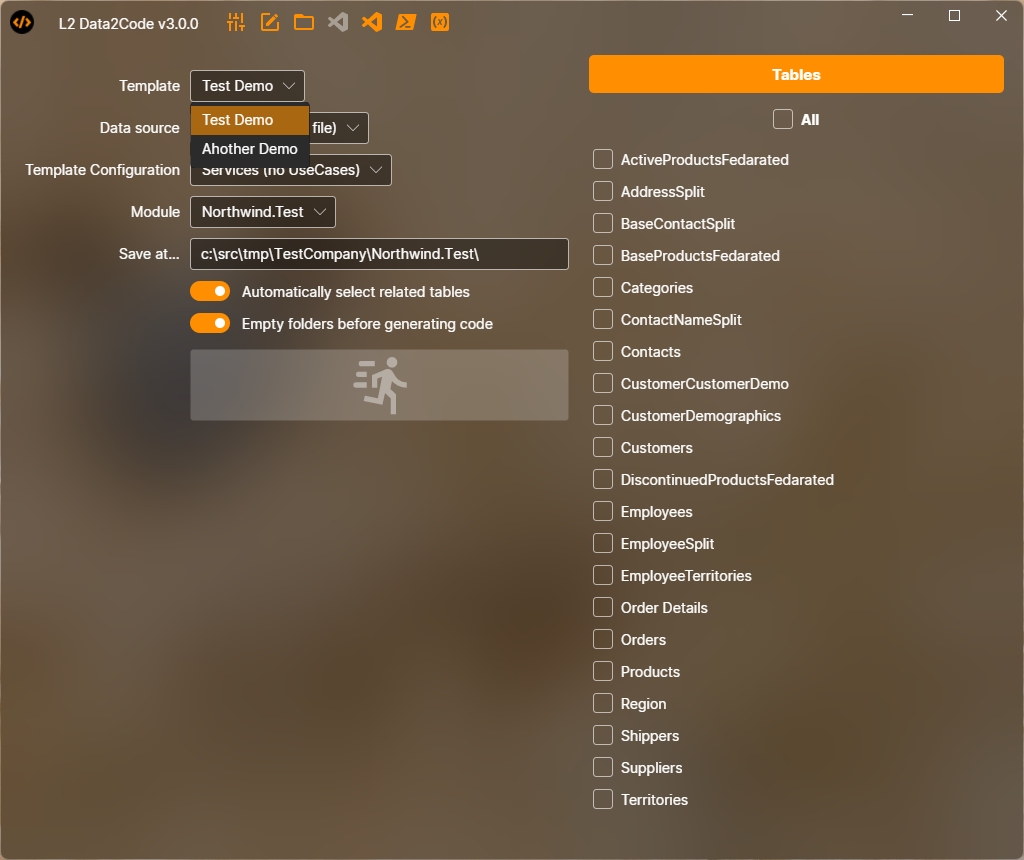 L2 Data2Code v3.0.0
Template
Test Demo
Test Demo
Ahother Demo
Data source
file)
Template Configuration
Services (no UseCases)
Module
Northwind.Test
Save at...
c:\src\tmp\TestCompany\Northwind.Test\
Automatically select related tables
Empty folders before generating code
Tables
All
ActiveProductsFedarated
AddressSplit
BaseContactSplit
BaseProductsFedarated
Categories
ContactNameSplit
Contacts
CustomerCustomerDemo
CustomerDemographics
Customers
DiscontinuedProductsFedarated
Employees
EmployeeSplit
EmployeeTerritories
Order Details
Orders
Products
Region
Shippers
Suppliers
Territories